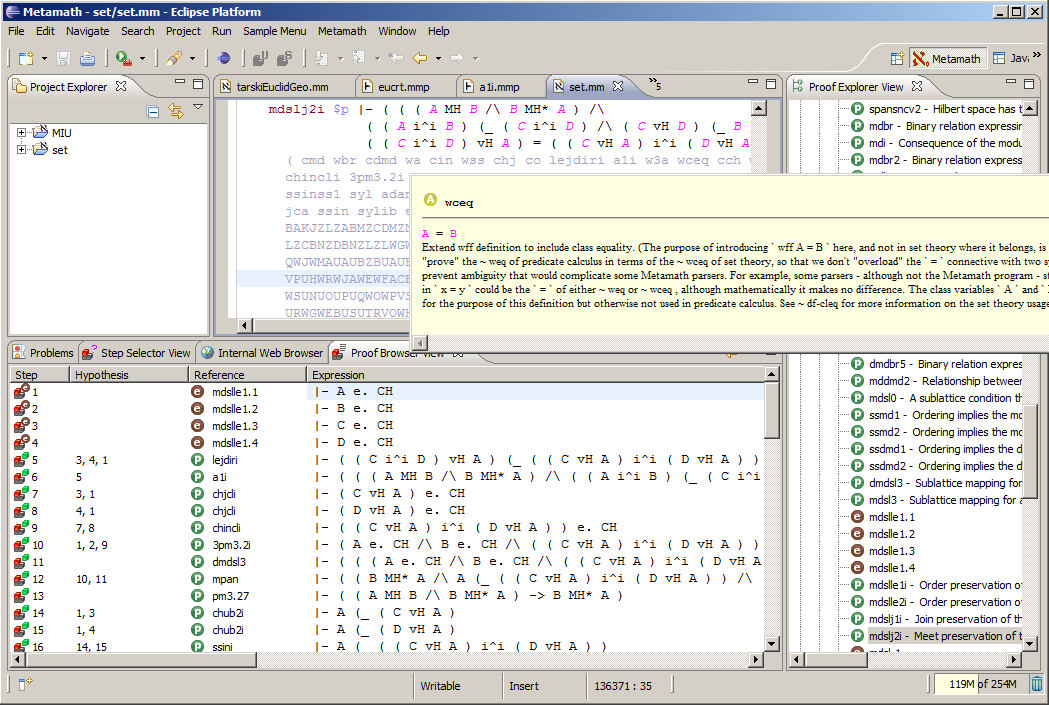 Metamath - set/set.mm - Eclipse Platform
File Edit Navigate Search Project Run Sample Menu Metamath Window Help
Metamath Java
Project Explorer
MIU
set
tarskiEuclidGeo.mm eucrt.mmp a1i.mmp set.mm 5
mdslj2i $p |- ( ( ( A MH B /\ B MH* A ) /\
( ( A i^i B ) (_ ( C i^i D ) /\ ( C vH D ) (_ B
( ( C i^i D ) vH A ) = ( ( C vH A ) i^i ( D vH A
( cmd wbr cdmd wa cin wss chj co lejdiri a1i w3a wceq cch
chincli 3pm3.2i
ssinss1 syl adan
jca ssin sylib
BAKJZLZABMZCDMZ
LZCBNZDBNZLZLWGW
QWJWMAUAUBZBUAUB
VPUHWRWJAWEWFACE
WSUNUOUPUQWOWPVS
URWGWEBUSUTRVOWH
wceq
A = B
Extend wff definition to include class equality. (The purpose of introducing ` wff A = B ` here, and not in set theory where it belongs, is
"prove" the ~ weq of predicate calculus in terms of the ~ wceq of set theory, so that we don't "overload" the ` = ` connective with two sy
prevent ambiguity that would complicate some Metamath parsers. For example, some parsers - although not the Metamath program - st
in ` x = y ` could be the ` = ` of either ~ weq or ~ wceq , although mathematically it makes no difference. The class variables ` A ` and `
for the purpose of this definition but otherwise not used in predicate calculus. See ~ df-cleq for more information on the set theory usage
Proof Explorer View
spansncv2 - Hilbert space has t
mdbr - Binary relation expressin
mdi - Consequence of the modu
mdbr2 - Binary relation express
dmdbr5 - Binary relation expres
mddmd2 - Relationship between
mdsl0 - A sublattice condition th
ssmd1 - Ordering implies the mo
ssmd2 - Ordering implies the mo
ssdmd1 - Ordering implies the d
ssdmd2 - Ordering implies the d
dmdsl3 - Sublattice mapping for
mdsl3 - Sublattice mapping for a
mdslle1.1
mdslle1.2
mdslle1.3
mdslle1.4
mdslle1i - Order preservation of
mdslle2i - Order preservation of
mdslj1i - Join preservation of th
mdslj2i - Meet preservation of t
Problems Step Selector View Internal Web Browser Proof Browser View
Step Hypothesis Reference Expression
1 mdslle1.1 |- A e. CH
2 mdslle1.2 |- B e. CH
3 mdslle1.3 |- C e. CH
4 mdslle1.4 |- D e. CH
5 3, 4, 1 lejdiri |- ( ( C i^i D ) vH A ) (_ ( ( C vH A ) i^i ( D vH A ) )
6 5 a1i |- ( ( ( A MH B /\ B MH* A ) /\ ( ( A i^i B ) (_ ( C i^i
7 3, 1 chjcli |- ( C vH A ) e. CH
8 4, 1 chjcli |- ( D vH A ) e. CH
9 7, 8 chincli |- ( ( C vH A ) i^i ( D vH A ) ) e. CH
10 1, 2, 9 3pm3.2i |- ( A e. CH /\ B e. CH /\ ( ( C vH A ) i^i ( D vH A ) )
11 dmdsl3 |- ( ( ( A e. CH /\ B e. CH /\ ( ( C vH A ) i^i ( D vH A
12 10, 11 mpan |- ( ( B MH* A /\ A (_ ( ( C vH A ) i^i ( D vH A ) ) /\
13 pm3.27 |- ( ( A MH B /\ B MH* A ) -> B MH* A )
14 1, 3 chub2i |- A (_ ( C vH A )
15 1, 4 chub2i |- A (_ ( D vH A )
16 14, 15 ssini |- A ( ( ( C vH A ) i^i ( D vH A ) )
Writable Insert 136371 : 35 119M of 254M